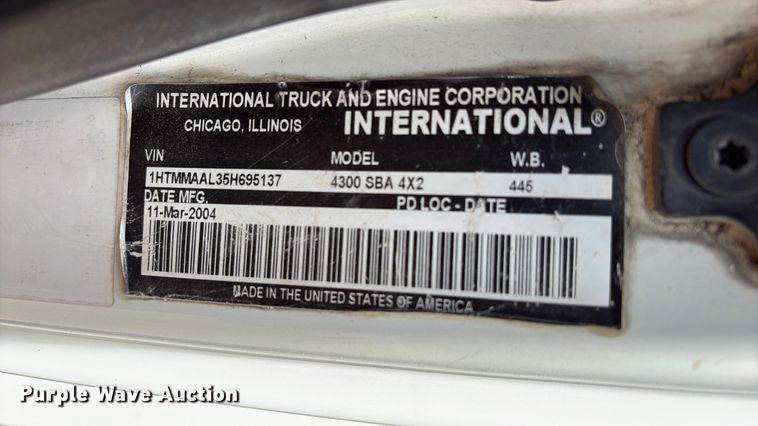 INTERNATIONAL TRUCK AND ENGINE CORPORATION
CHICAGO, ILLINOIS INTERNATIONAL®
VIN MODEL W.B.
1HTMMAAL35H695137 4300 SBA 4X2 445
DATE MFG. PD LOC - DATE
11-Mar-2004
MADE IN THE UNITED STATES OF AMERICA
Purple Wave Auction